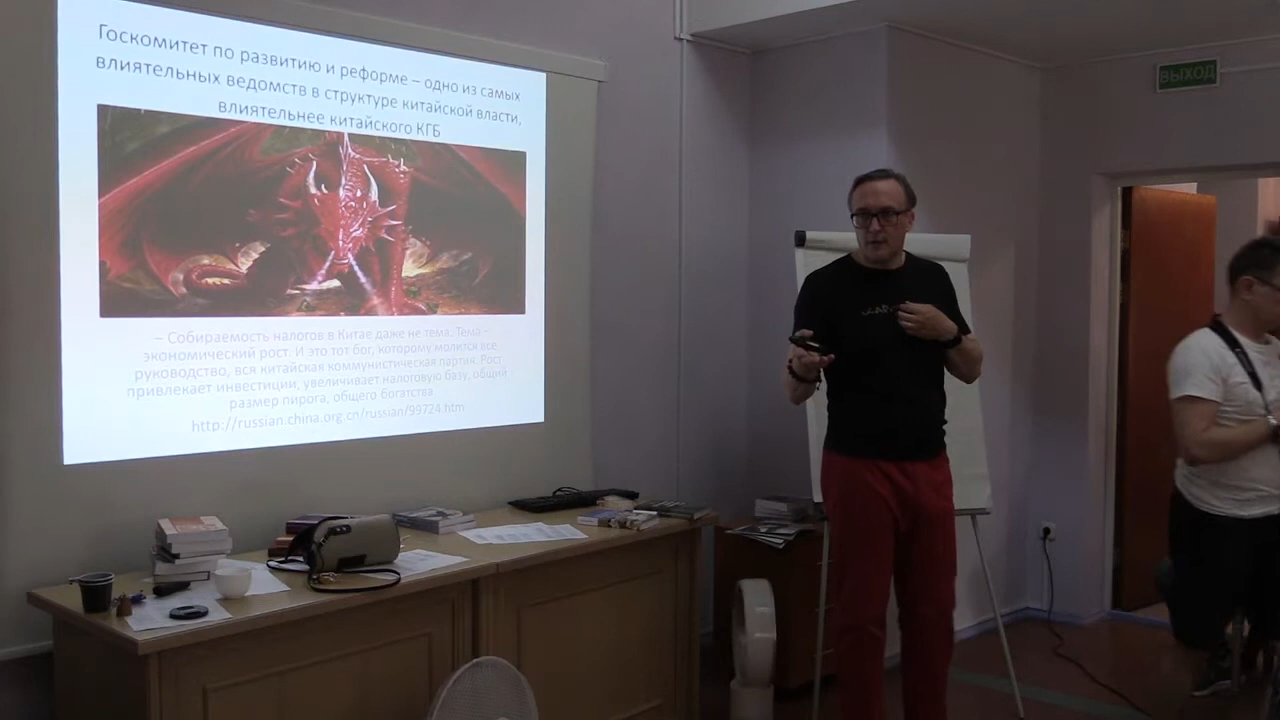 Госкомитет по развитию и реформе – одно из самых
влиятельных ведомств в структуре китайской власти,
влиятельнее китайского КГБ
– Собираемость налогов в Китае даже не тема. Тема –
экономический рост. И это тот бог, которому молится все
руководство, вся китайская коммунистическая партия. Рост
привлекает инвестиции, увеличивает налоговую базу, общий
размер пирога, общего богатства
http://russian.china.org.cn/russian/99724.htm
ВЫХОД